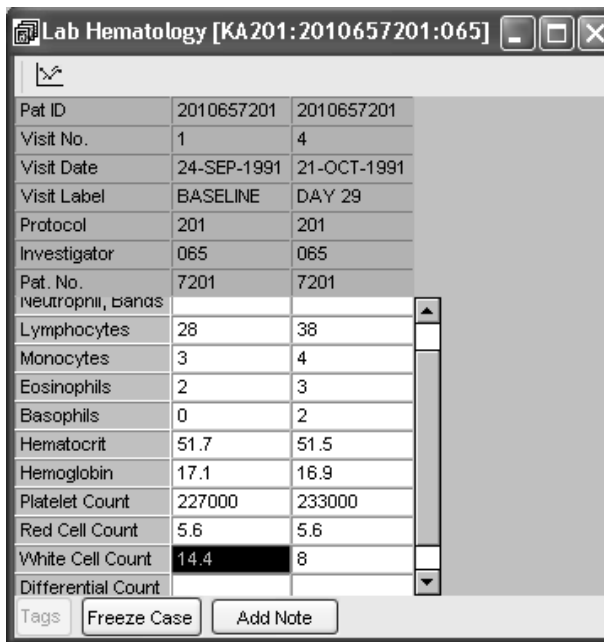 Lab Hematology [KA201:2010657201:065]
Pat ID 2010657201 2010657201
Visit No. 1 4
Visit Date 24-SEP-1991 21-OCT-1991
Visit Label BASELINE DAY 29
Protocol 201 201
Investigator 065 065
Pat. No. 7201 7201
Neutrophil, Bands
Lymphocytes 28 38
Monocytes 3 4
Eosinophils 2 3
Basophils 0 2
Hematocrit 51.7 51.5
Hemoglobin 17.1 16.9
Platelet Count 227000 233000
Red Cell Count 5.6 5.6
White Cell Count 14.4 8
Differential Count
Tags Freeze Case Add Note